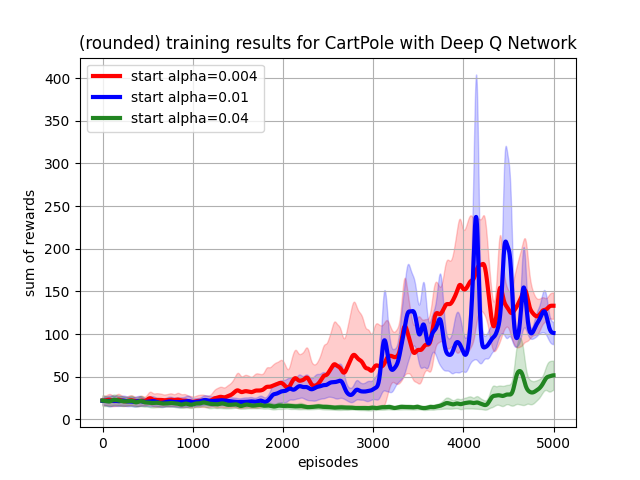 (rounded) training results for CartPole with Deep Q Network
start alpha=0.004
start alpha=0.01
start alpha=0.04
sum of rewards
400
350
300
250
200
150
100
50
0
0 1000 2000 3000 4000 5000
episodes